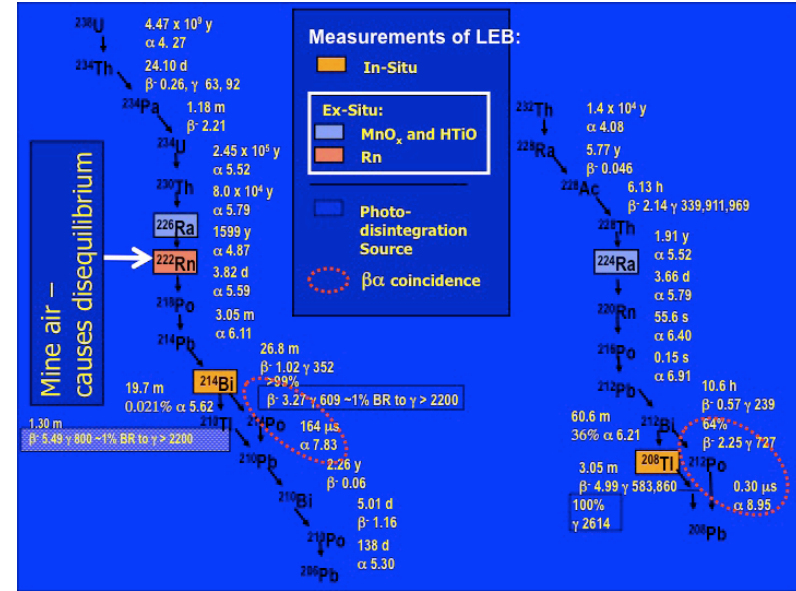 ²³⁸U
4.47 x 10⁹ y
α 4. 27
²³⁴Th
24.10 d
β⁻ 0.26, γ 63, 92
²³⁴Pa
1.18 m
β⁻ 2.21
²³⁴U
2.45 x 10⁵ y
α 5.52
²³⁰Th
8.0 x 10⁴ y
α 5.79
²²⁶Ra
1599 y
α 4.87
²²²Rn
3.82 d
α 5.59
²¹⁸Po
3.05 m
α 6.11
²¹⁴Pb
26.8 m
β⁻ 1.02 γ 352
²¹⁴Bi
>99%
β⁻ 3.27 γ 609 ~1% BR to γ > 2200
19.7 m
0.021% α 5.62
1.30 m
β⁻ 5.49 γ 800 ~1% BR to γ > 2200
²¹⁰Tl
²¹⁴Po
164 μs
α 7.83
²¹⁰Pb
2.26 y
β⁻ 0.06
²¹⁰Bi
5.01 d
β⁻ 1.16
²¹⁰Po
138 d
α 5.30
²⁰⁶Pb
Mine air –
causes disequilibrium
Measurements of LEB:
In-Situ
Ex-Situ:
MnOₓ and HTiO
Rn
Photo-
disintegration
Source
βα coincidence
²³²Th
1.4 x 10⁴ y
α 4.08
²²⁸Ra
5.77 y
β⁻ 0.046
²²⁸Ac
6.13 h
β⁻ 2.14 γ 339,911,969
²²⁸Th
1.91 y
α 5.52
²²⁴Ra
3.66 d
α 5.79
²²⁰Rn
55.6 s
α 6.40
²¹⁶Po
0.15 s
α 6.91
²¹²Pb
10.6 h
β⁻ 0.57 γ 239
²¹²Bi
64%
β⁻ 2.25 γ 727
60.6 m
36% α 6.21
²⁰⁸Tl
²¹²Po
3.05 m
β⁻ 4.99 γ 583,860
0.30 μs
α 8.95
100%
γ 2614
²⁰⁸Pb